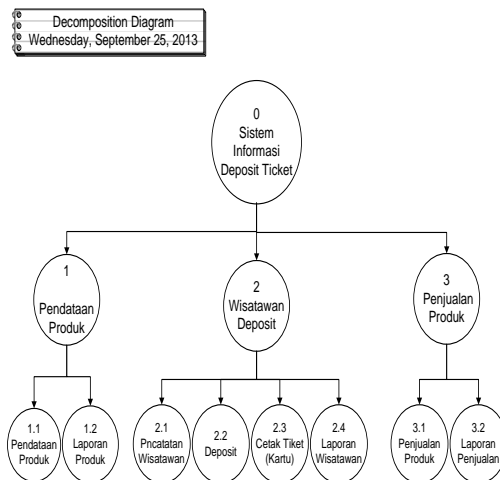 Decomposition Diagram
Wednesday, September 25, 2013
0
Sistem
Informasi
Deposit Ticket
1
Pendataan
Produk
2
Wisatawan
Deposit
3
Penjualan
Produk
1.1
Pendataan
Produk
1.2
Laporan
Produk
2.1
Pncatatan
Wisatawan
2.2
Deposit
2.3
Cetak Tiket
(Kartu)
2.4
Laporan
Wisatawan
3.1
Penjualan
Produk
3.2
Laporan
Penjualan